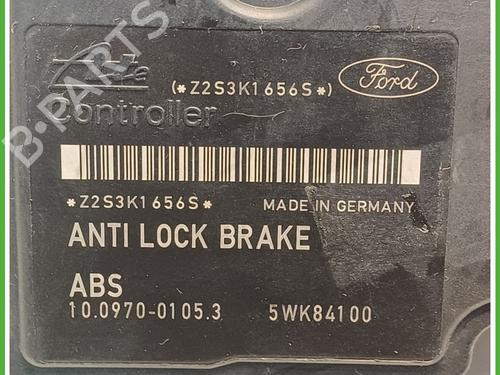 (*Z2S3K1656S*)
Ford
Controller
*Z2S3K1656S*
MADE IN GERMANY
ANTI LOCK BRAKE
ABS
10.0970-0105.3 5WK84100
B-PARTS